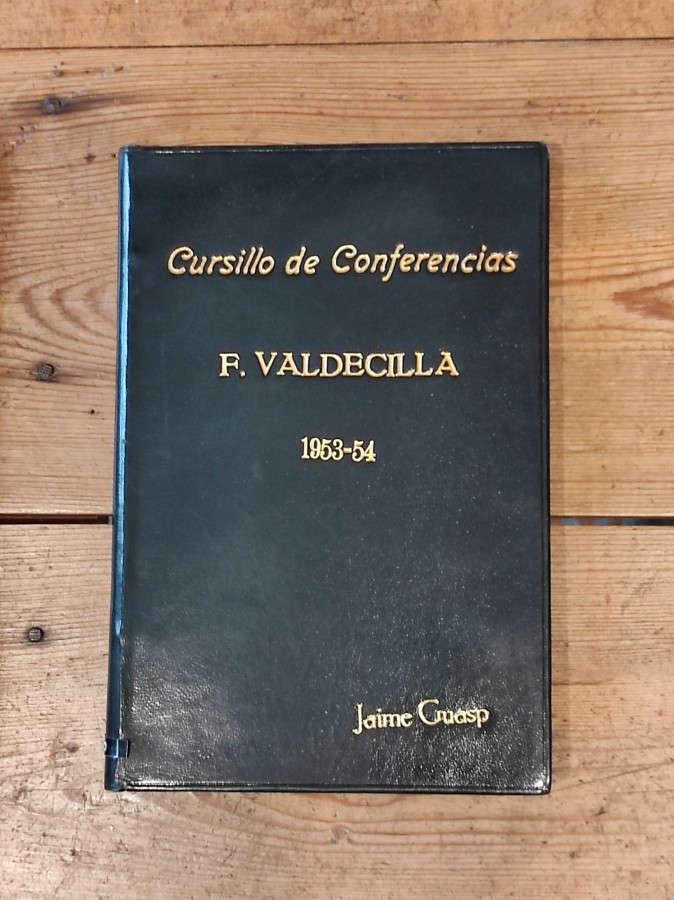 Cursillo de Conferencias
F. VALDECILLA
1953-54
Jaime Guasp